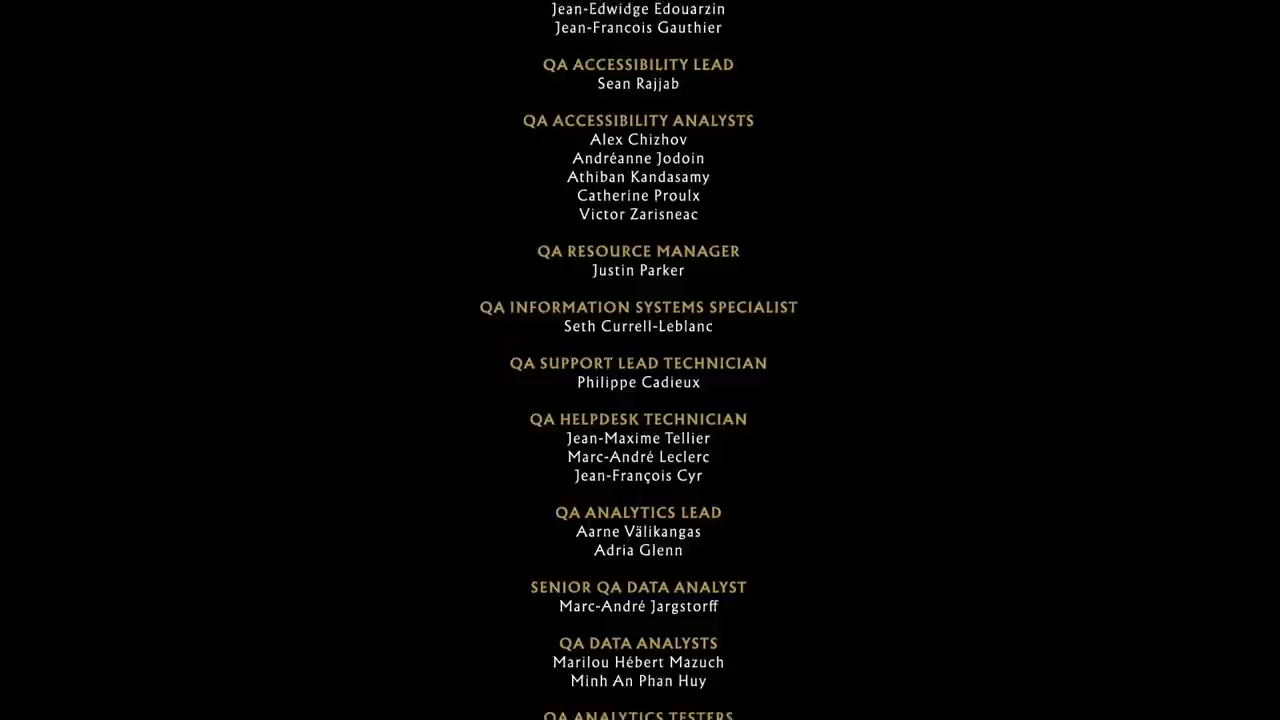 Jean-Edwidge Edouarzin
Jean-Francois Gauthier
QA ACCESSIBILITY LEAD
Sean Rajjab
QA ACCESSIBILITY ANALYSTS
Alex Chizhov
Andréanne Jodoin
Athiban Kandasamy
Catherine Proulx
Victor Zarisneac
QA RESOURCE MANAGER
Justin Parker
QA INFORMATION SYSTEMS SPECIALIST
Seth Currell-Leblanc
QA SUPPORT LEAD TECHNICIAN
Philippe Cadieux
QA HELPDESK TECHNICIAN
Jean-Maxime Tellier
Marc-André Leclerc
Jean-François Cyr
QA ANALYTICS LEAD
Aarne Välikangas
Adria Glenn
SENIOR QA DATA ANALYST
Marc-André Jargstorff
QA DATA ANALYSTS
Marilou Hébert Mazuch
Minh An Phan Huy
QA ANALYTICS TESTERS